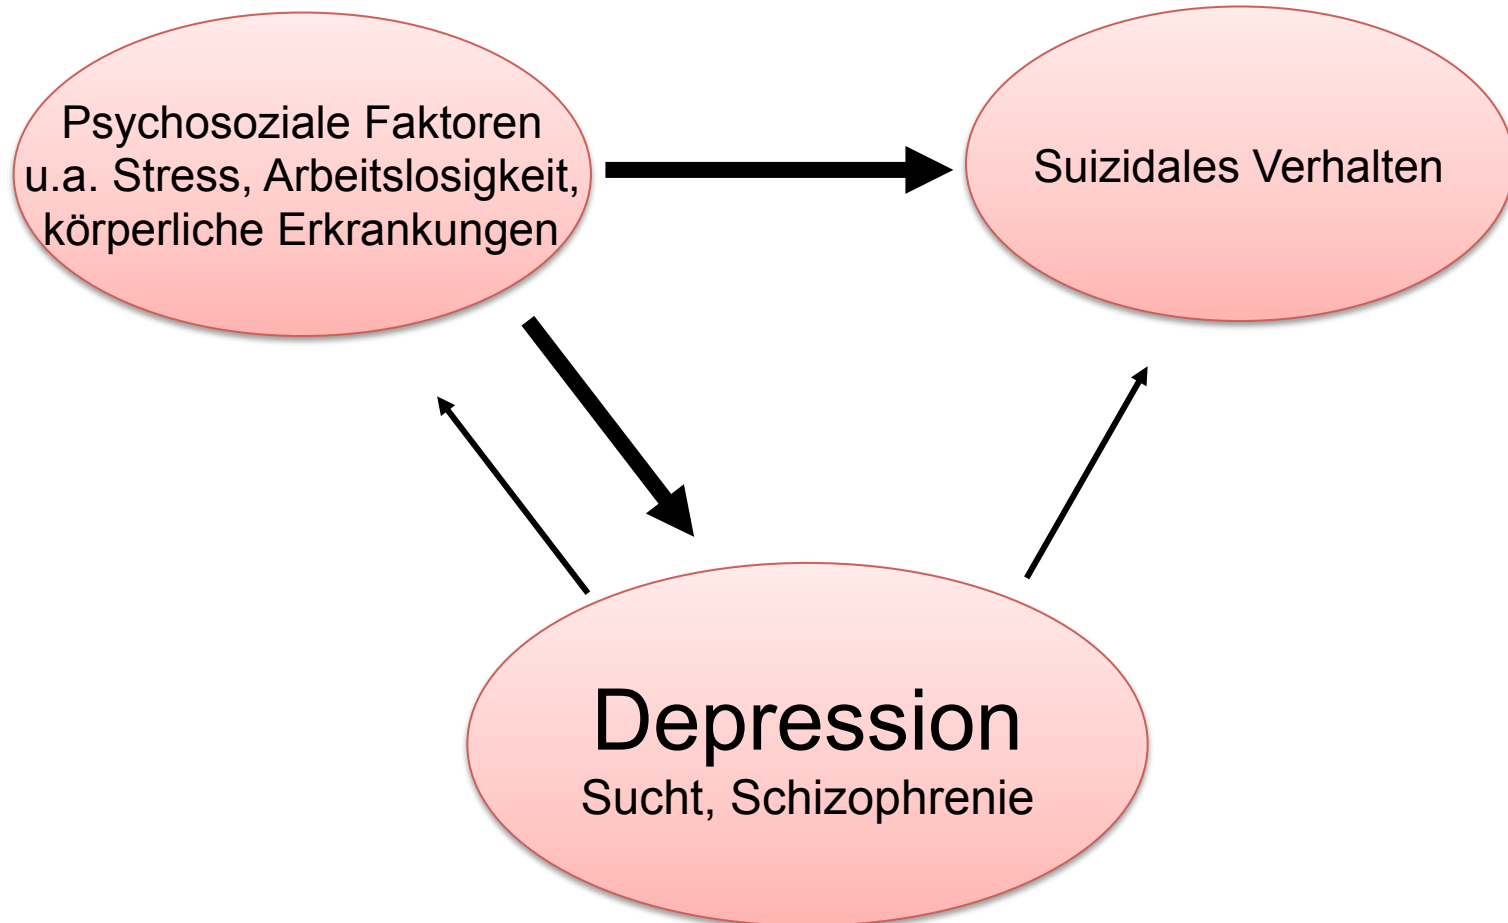 Psychosoziale Faktoren
u.a. Stress, Arbeitslosigkeit,
körperliche Erkrankungen
Suizidales Verhalten
Depression
Sucht, Schizophrenie